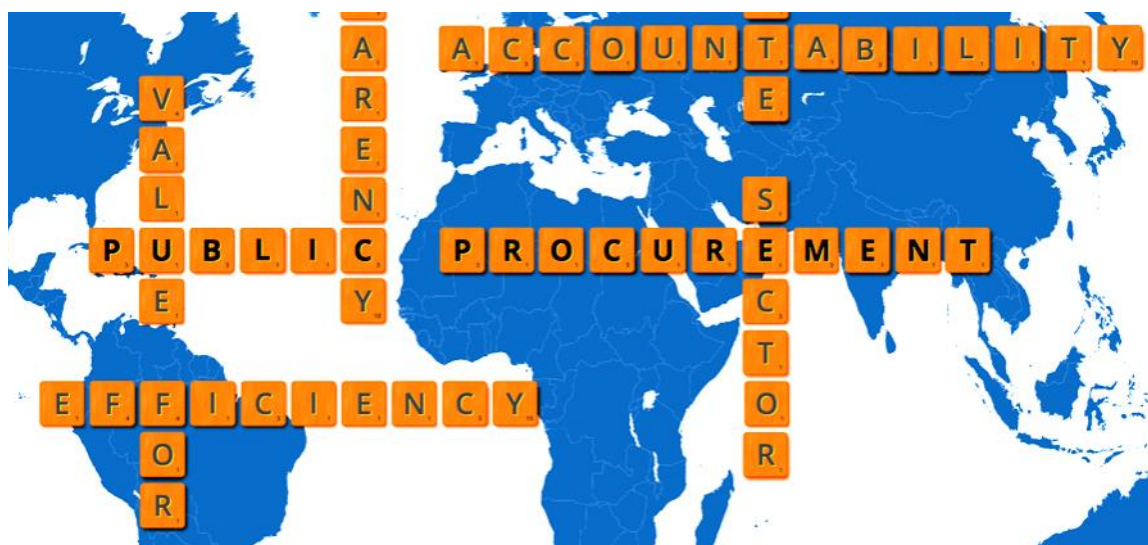 ACCOUNTABILITY
ARENCY
TE
VALUE
PUBLIC PROCUREMENT
SECTOR
EFFICIENCY
FOR